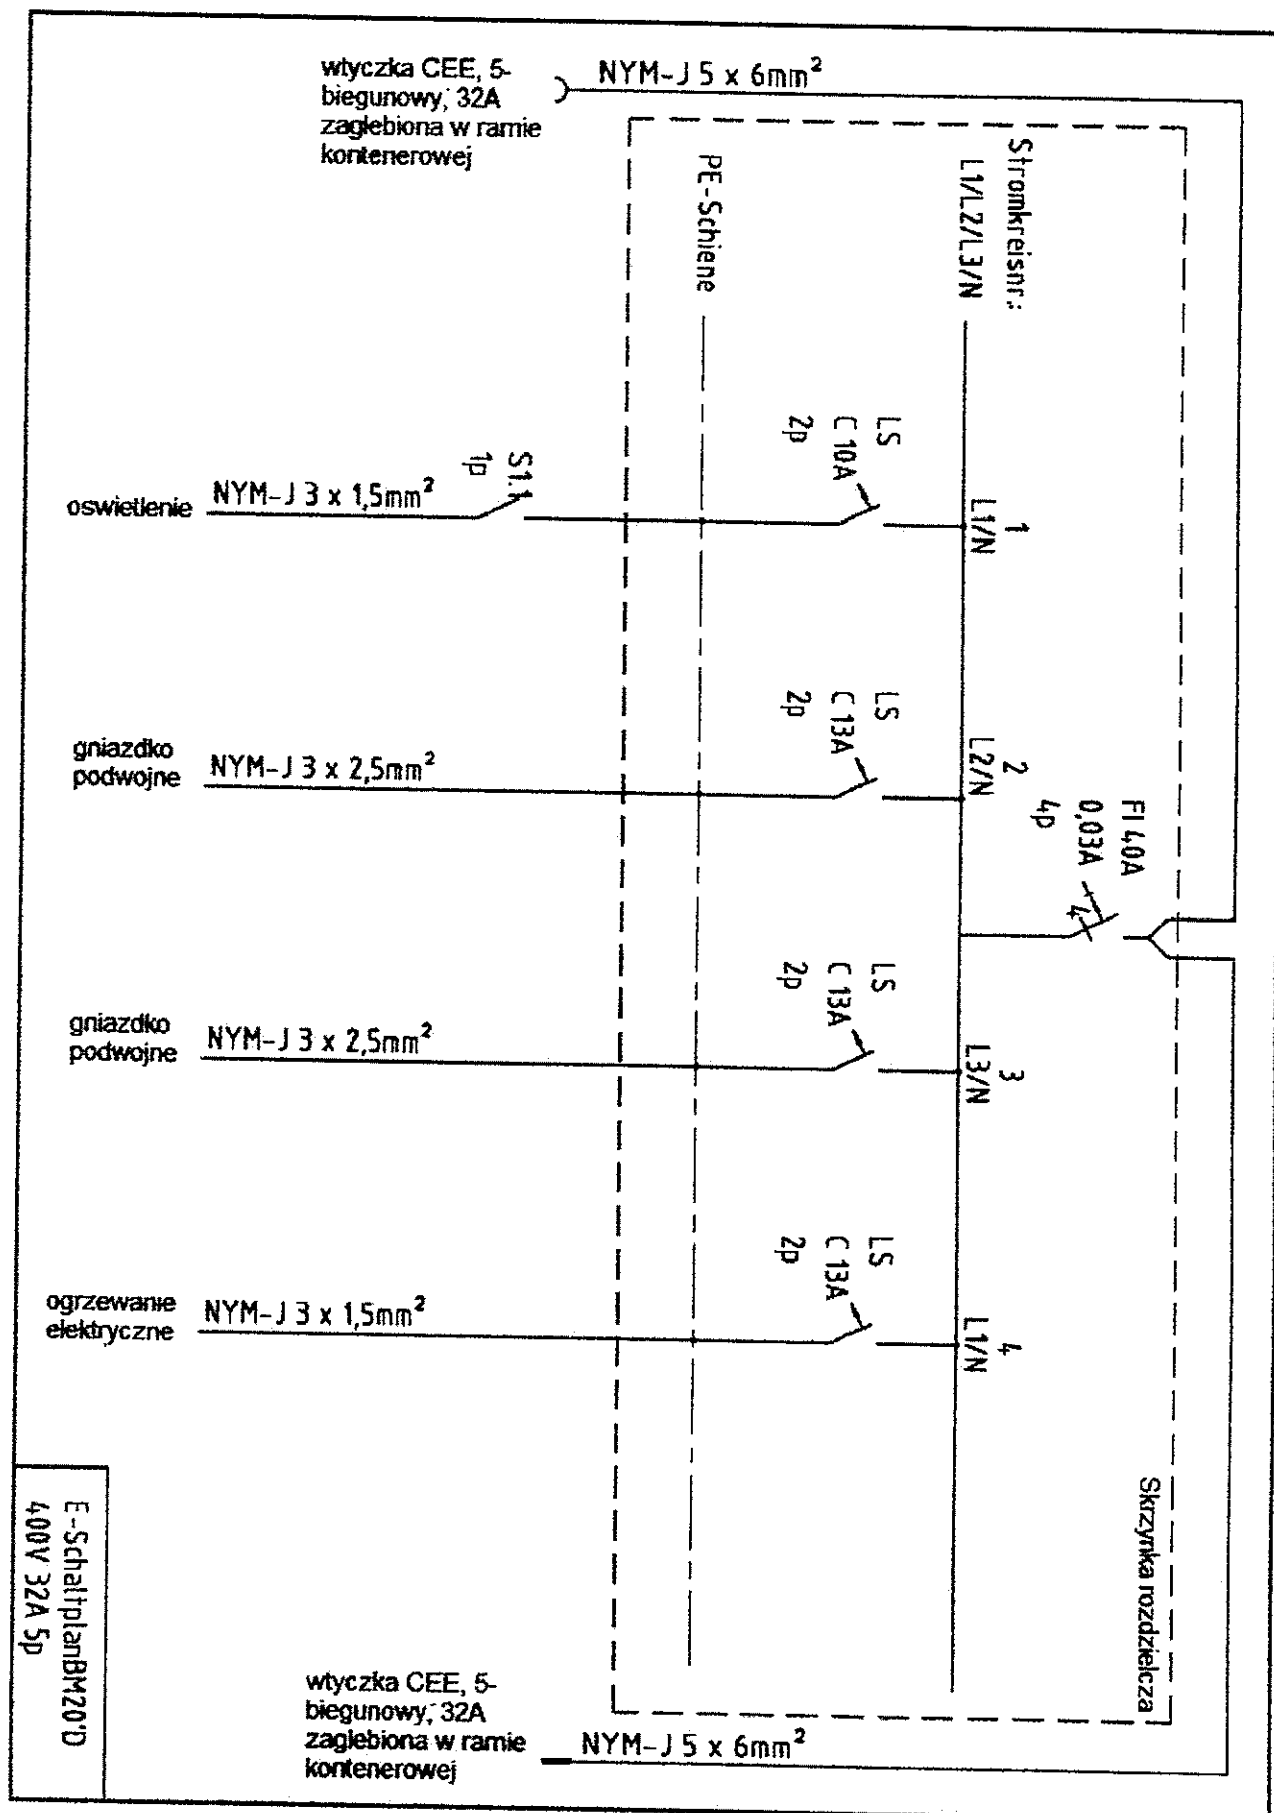 wtyczka CEE, 5-
biegunowy, 32A
zaglebiona w ramie
kontenerowej
NYM-J 5 x 6mm²
Stromkreisnr.:
L1/L2/L3/N
PE-Schiene
LS
C 10A
2p
S1.1
1p
oswietlenie
NYM-J 3 x 1,5mm²
1
L1/N
LS
C 13A
2p
gniazdko
podwojne
NYM-J 3 x 2,5mm²
2
L2/N
FI 40A
0,03A
4p
4
LS
C 13A
2p
gniazdko
podwojne
NYM-J 3 x 2,5mm²
3
L3/N
LS
C 13A
2p
ogrzewanie
elektryczne
NYM-J 3 x 1,5mm²
4
L1/N
Skrzynka rozdzielcza
E-SchaltplanBM20'D
400V 32A 5p
wtyczka CEE, 5-
biegunowy, 32A
zaglebiona w ramie
kontenerowej
NYM-J 5 x 6mm²